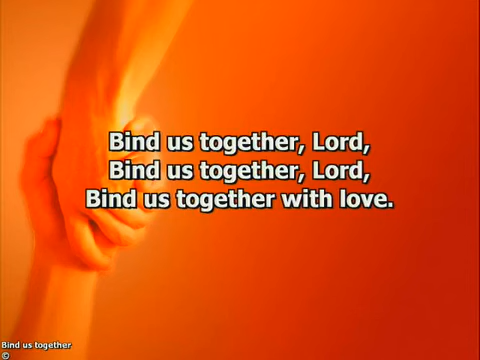 Bind us together, Lord,
Bind us together, Lord,
Bind us together with love.
Bind us together
©